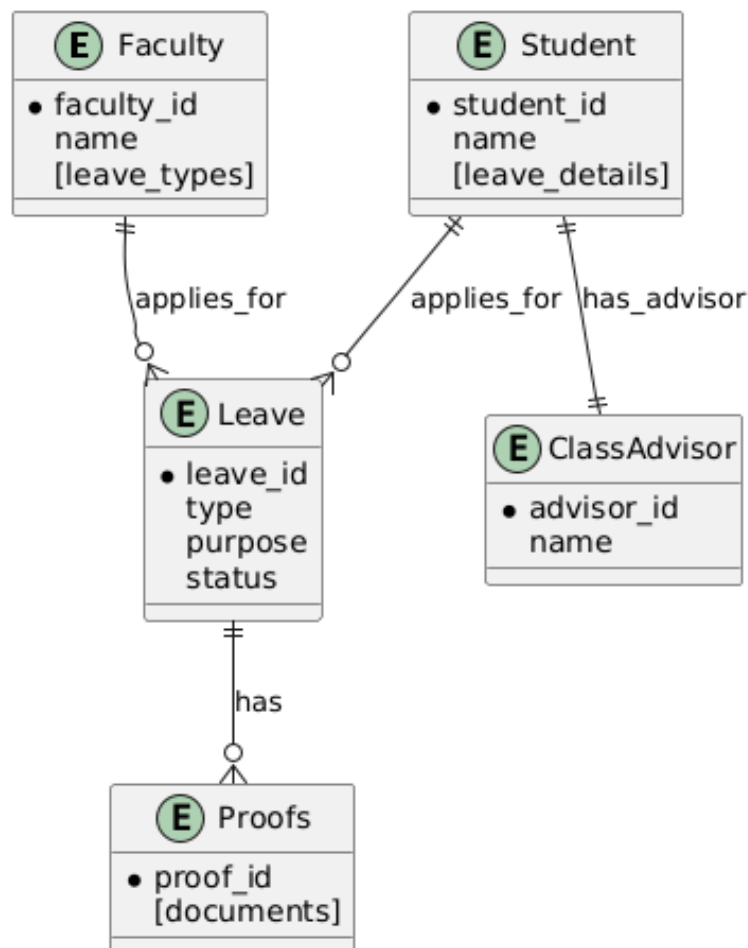 E Faculty
faculty_id
name
[leave_types]
E Student
student_id
name
[leave_details]
applies_for
applies_for
has_advisor
E Leave
leave_id
type
purpose
status
E ClassAdvisor
advisor_id
name
has
E Proofs
proof_id
[documents]